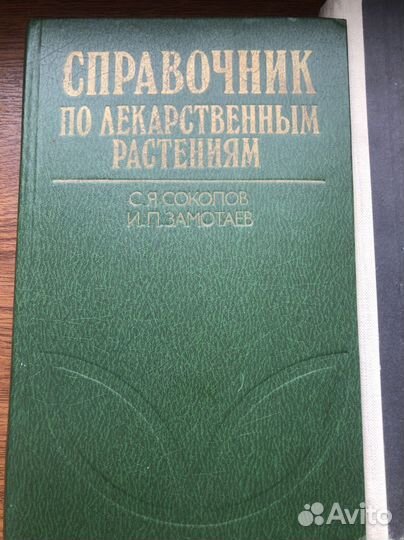 СПРАВОЧНИК
ПО ЛЕКАРСТВЕННЫМ
РАСТЕНИЯМ
С.Я.СОКОЛОВ
И.П.ЗАМОТАЕВ
Avito